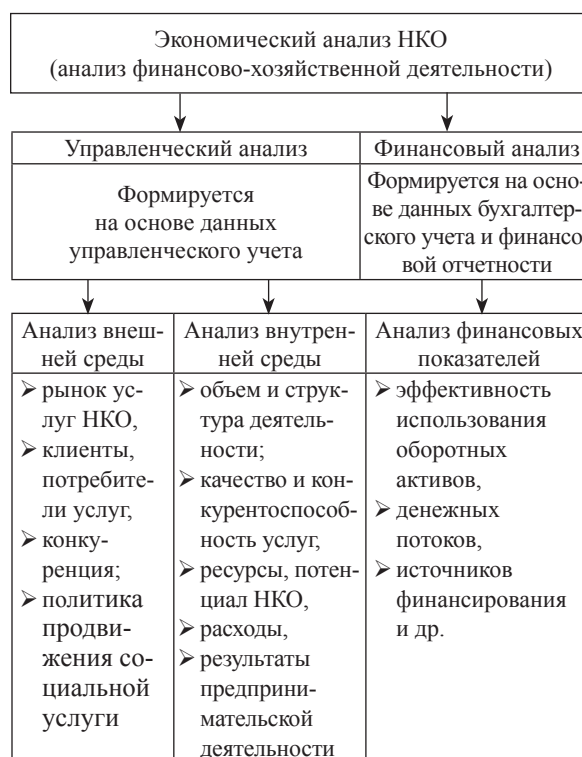 Экономический анализ НКО
(анализ финансово-хозяйственной деятельности)
Управленческий анализ
Финансовый анализ
Формируется
на основе данных
управленческого учета
Формируется на осно-
ве данных бухгалтер-
ского учета и финансо-
вой отчетности
Анализ внеш-
ней среды
➢ рынок ус-
луг НКО,
➢ клиенты,
потребите-
ли услуг,
➢ конку-
ренция;
➢ политика
продви-
жения со-
циальной
услуги
Анализ внутрен-
ней среды
➢ объем и струк-
тура деятель-
ности;
➢ качество и кон-
курентоспособ-
ность услуг,
➢ ресурсы, потен-
циал НКО,
➢ расходы,
➢ результаты
предприни-
мательской
деятельности
Анализ финансовых
показателей
➢ эффективность
использования
оборотных
активов,
➢ денежных
потоков,
➢ источников
финансирования
и др.